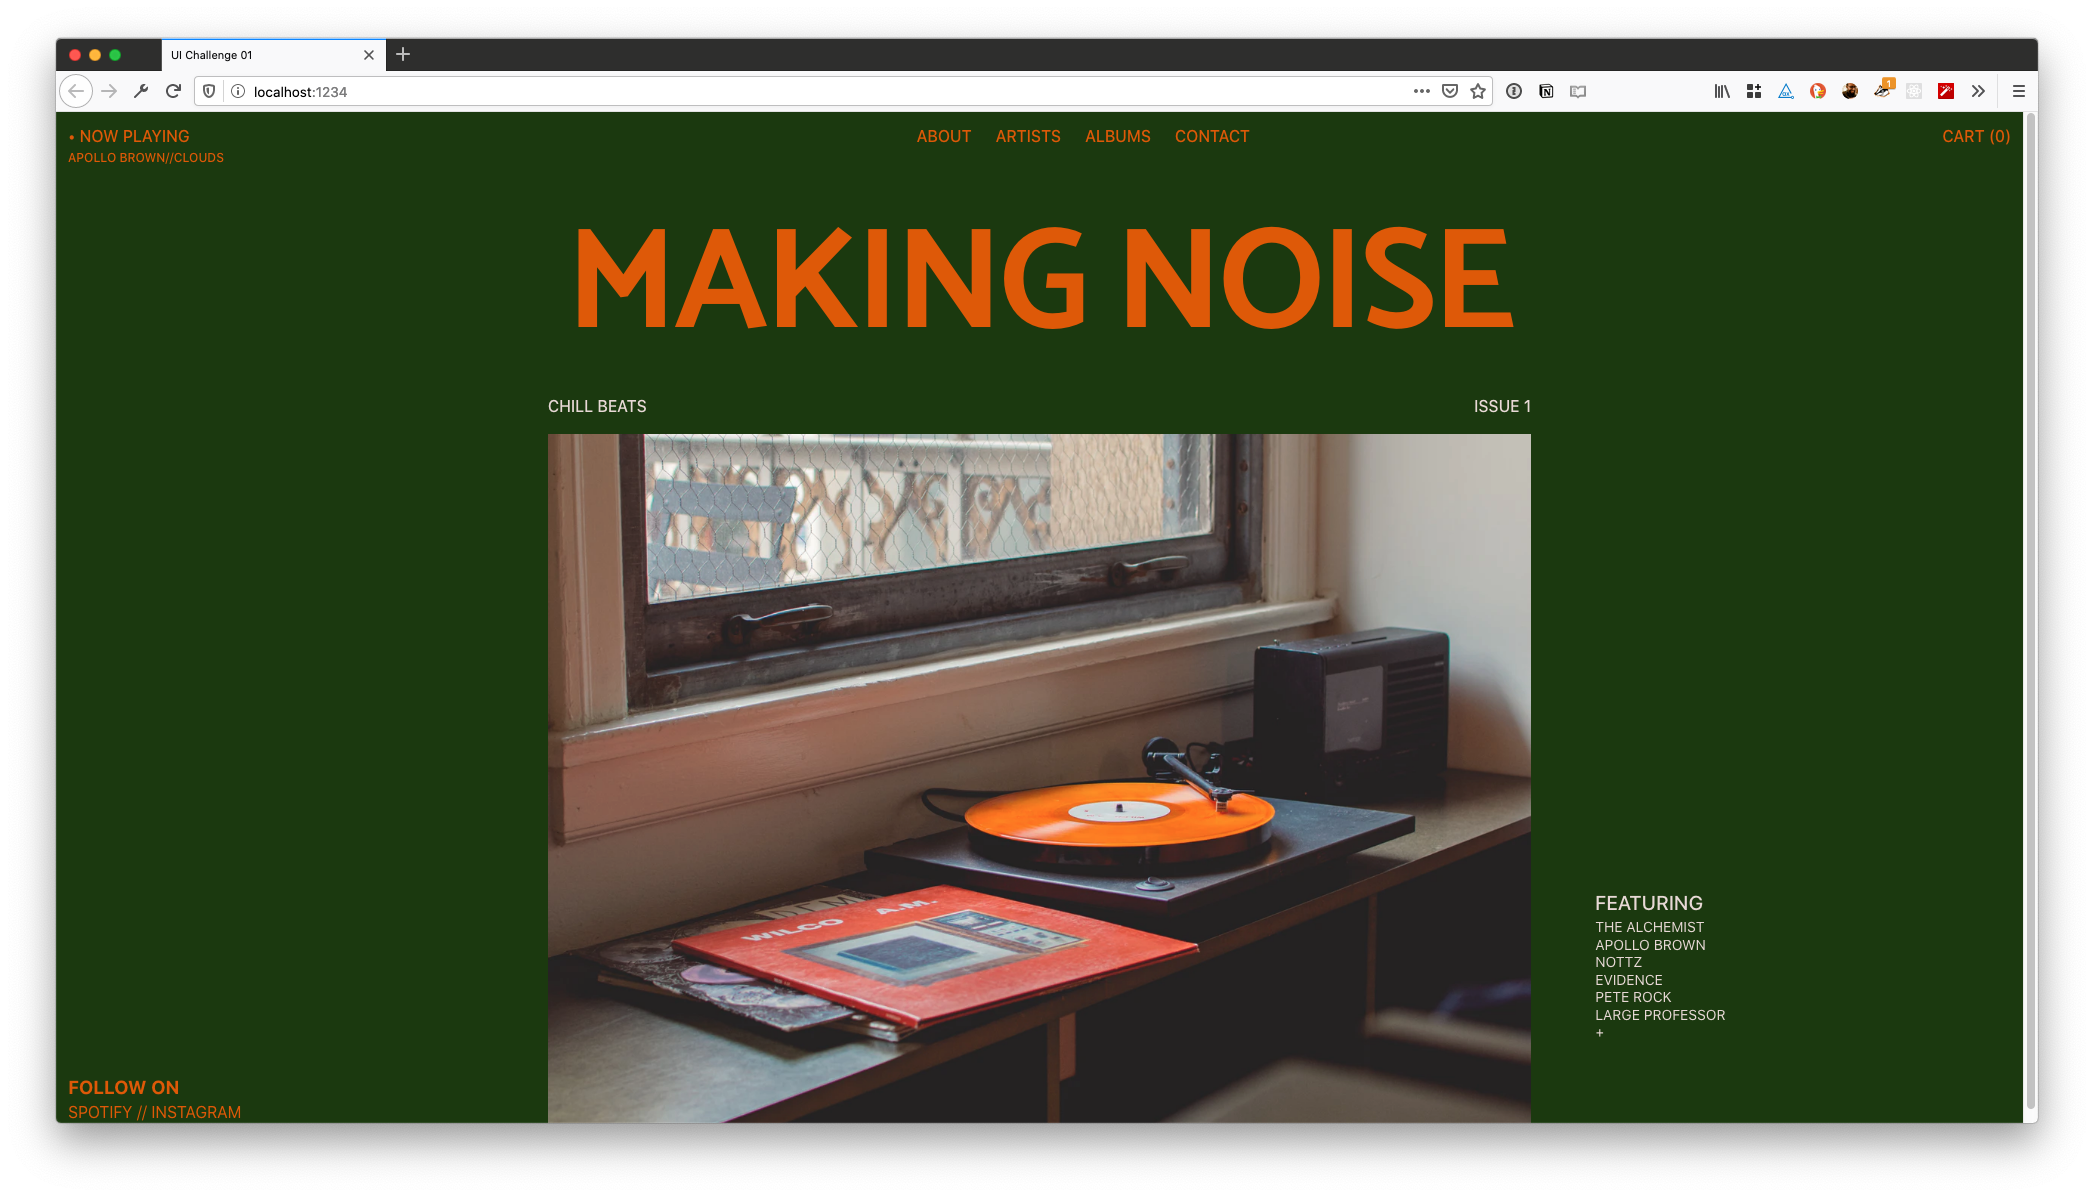 UI Challenge 01
localhost:1234
1
• NOW PLAYING
APOLLO BROWN//CLOUDS
ABOUT ARTISTS ALBUMS CONTACT
CART (0)
MAKING NOISE
CHILL BEATS
ISSUE 1
WILCO A.M.
FEATURING
THE ALCHEMIST
APOLLO BROWN
NOTTZ
EVIDENCE
PETE ROCK
LARGE PROFESSOR
+
FOLLOW ON
SPOTIFY // INSTAGRAM